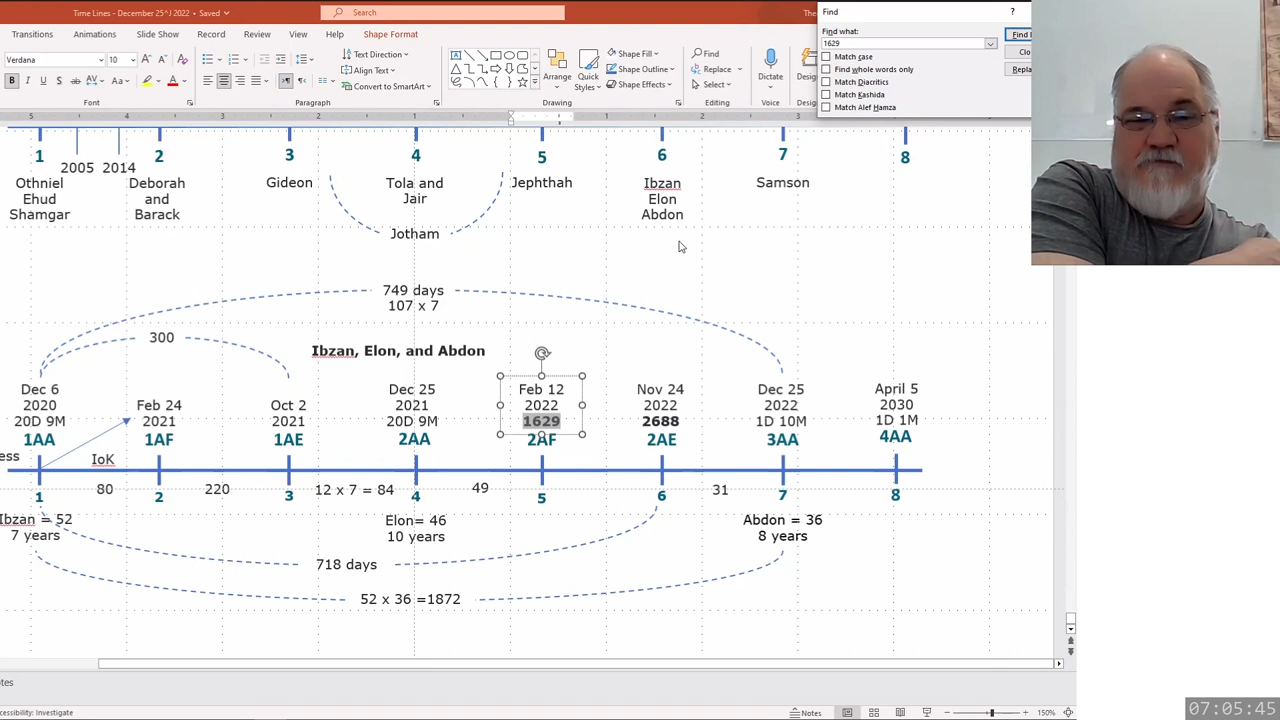 Time Lines - December 25^J 2022 • Saved
Search
Transitions Animations Slide Show Record Review View Help Shape Format
Verdana 10
Text Direction
Align Text
Convert to SmartArt
Arrange
Quick
Styles
Shape Fill
Shape Outline
Shape Effects
Find
Replace
Select
Dictate
Font Paragraph Drawing Editing Voice
Find ?
Find what:
1629
Match case
Find whole words only
Match Diacritics
Match Kashida
Match Alef Hamza
1 2 3 4 5 6 7 8
2005 2014
Othniel
Ehud
Shamgar
Deborah
and
Barack
Gideon
Tola and
Jair
Jephthah
Ibzan
Elon
Abdon
Samson
Jotham
749 days
107 x 7
300
Ibzan, Elon, and Abdon
Dec 6
2020
20D 9M
1AA
Feb 24
2021
1AF
Oct 2
2021
1AE
Dec 25
2021
20D 9M
2AA
Feb 12
2022
1629
2AF
Nov 24
2022
2688
2AE
Dec 25
2022
1D 10M
3AA
April 5
2030
1D 1M
4AA
IoK
80 220 12 x 7 = 84 49 31
1 2 3 4 5 6 7 8
Ibzan = 52
7 years
Elon= 46
10 years
Abdon = 36
8 years
718 days
52 x 36 =1872
Notes
150%
07:05:45